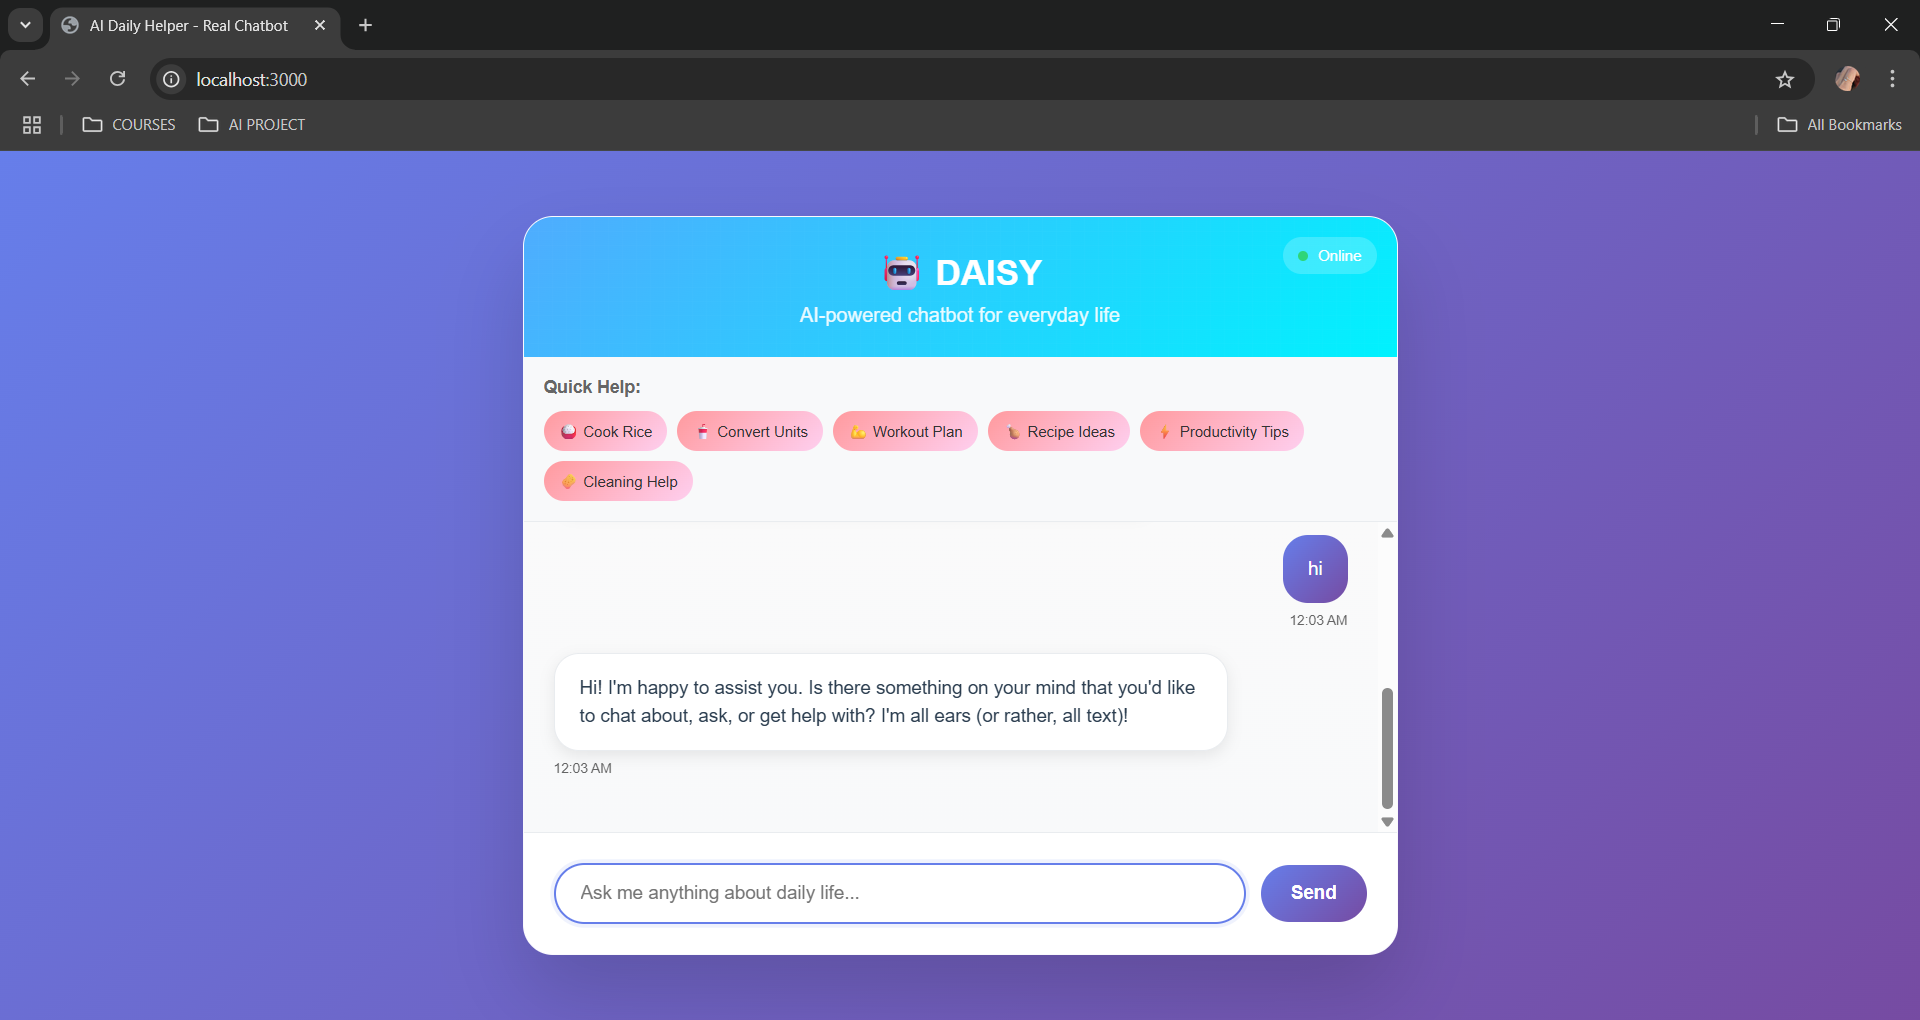 AI Daily Helper - Real Chatbot
localhost:3000
COURSES
AI PROJECT
All Bookmarks
DAISY
Online
AI-powered chatbot for everyday life
Quick Help:
Cook Rice
Convert Units
Workout Plan
Recipe Ideas
Productivity Tips
Cleaning Help
hi
12:03 AM
Hi! I'm happy to assist you. Is there something on your mind that you'd like
to chat about, ask, or get help with? I'm all ears (or rather, all text)!
12:03 AM
Ask me anything about daily life...
Send